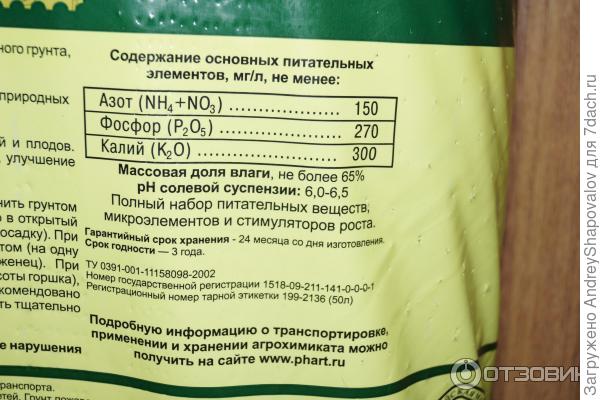 ного грунта,
природных
й и плодов.
, улучшение
нить грунтом
о в открытый
осадку). При
том (на одну
женец). При
соты горшка),
екомендовано
ть тщательно
е нарушения
ранспорта.
Содержание основных питательных
элементов, мг/л, не менее:
Азот (NH₄+NO₃) .................... 150
Фосфор (P₂O₅) .................... 270
Калий (K₂O) ........................ 300
Массовая доля влаги, не более 65%
pH солевой суспензии: 6,0-6,5
Полный набор питательных веществ,
микроэлементов и стимуляторов роста.
Гарантийный срок хранения - 24 месяца со дня изготовления.
Срок годности — 3 года.
ТУ 0391-001-11158098-2002
Номер государственной регистрации 1518-09-211-141-0-0-0-1
Регистрационный номер тарной этикетки 199-2136 (50л)
Подробную информацию о транспортировке,
применении и хранении агрохимиката можно
получить на сайте www.phart.ru
Загружено AndreyShapovalov для 7dach.ru
ОТЗОВИК